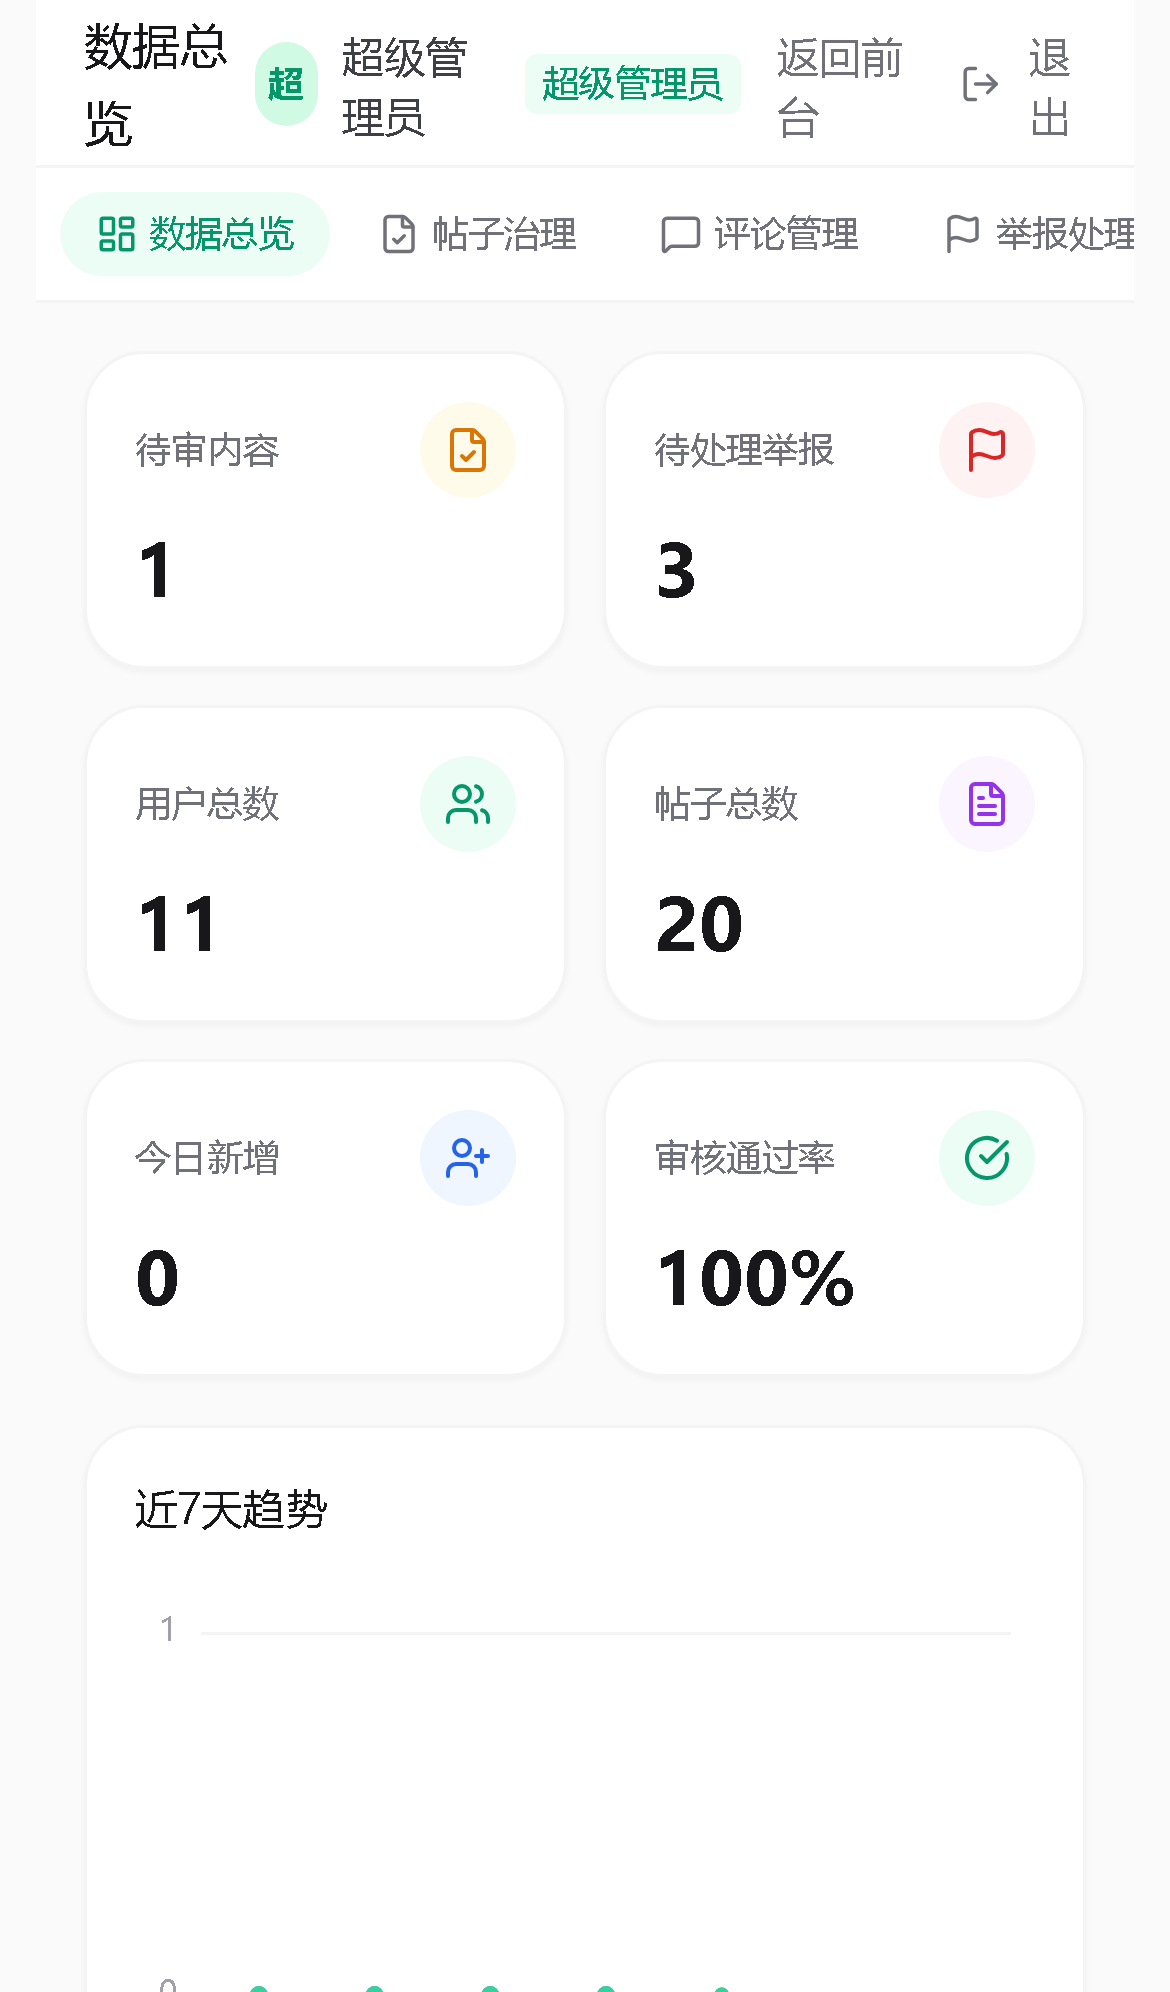 数据总
览
超
超级管
理员
超级管理员
返回前
台
退
出
数据总览
帖子治理
评论管理
举报处理
待审内容
1
待处理举报
3
用户总数
11
帖子总数
20
今日新增
0
审核通过率
100%
近7天趋势
1
0